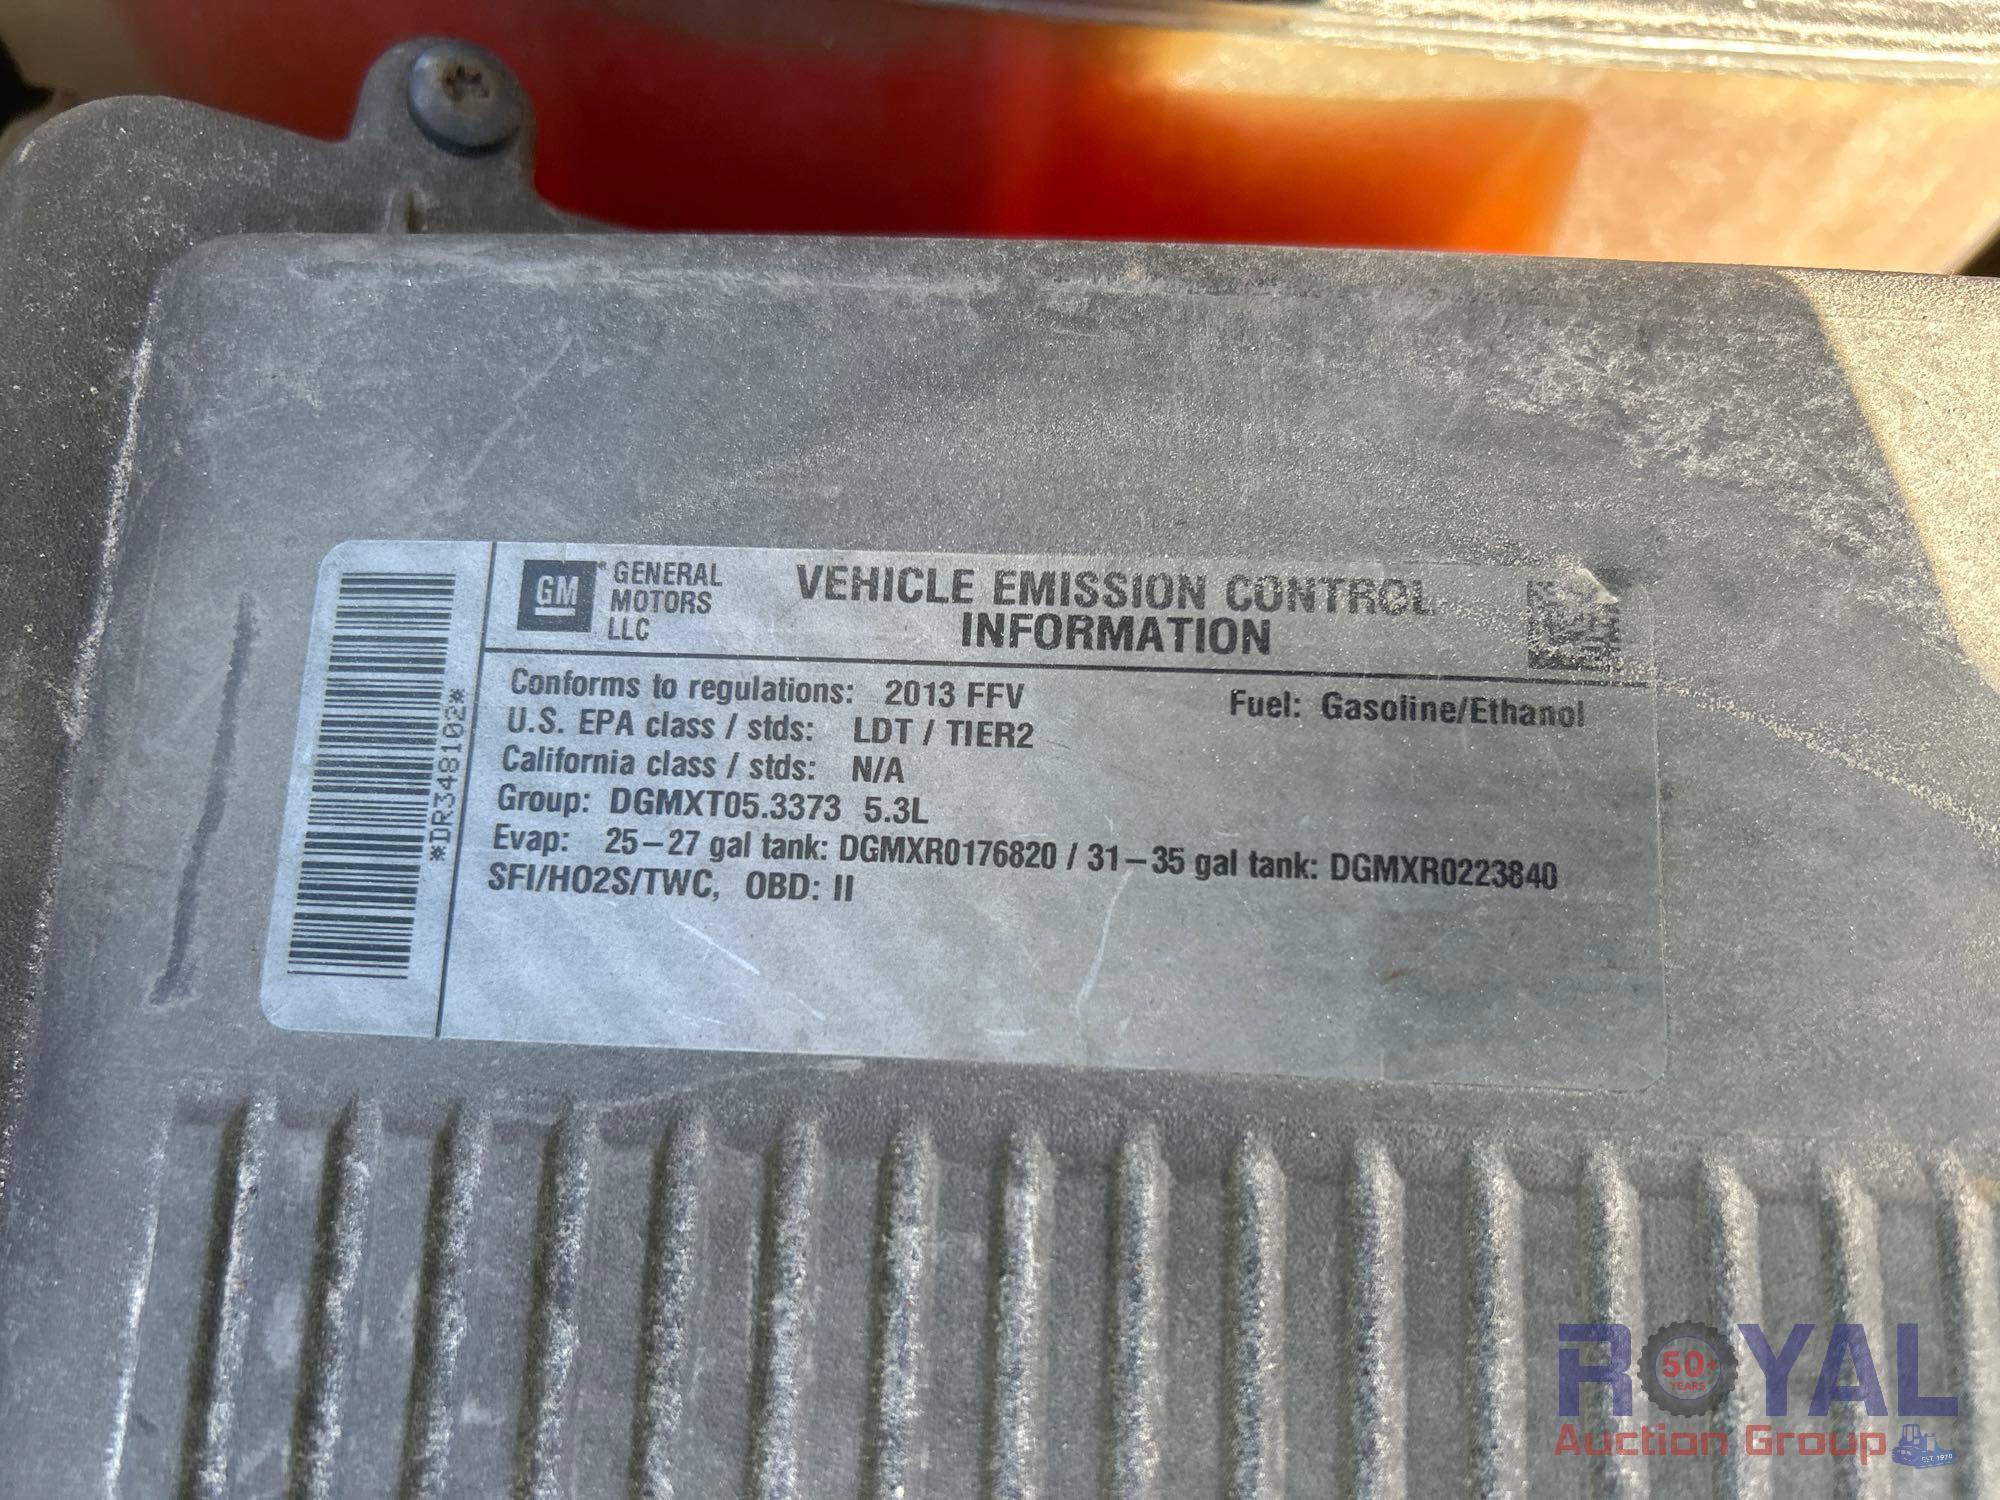 GM
GENERAL
MOTORS
LLC
VEHICLE EMISSION CONTROL
INFORMATION
*DR348102*
Conforms to regulations: 2013 FFV
Fuel: Gasoline/Ethanol
U.S. EPA class / stds: LDT / TIER2
California class / stds: N/A
Group: DGMXT05.3373 5.3L
Evap: 25-27 gal tank: DGMXR0176820 / 31-35 gal tank: DGMXR0223840
SFI/HO2S/TWC, OBD: II
ROYAL
50+
YEARS
Auction Group
EST. 1970